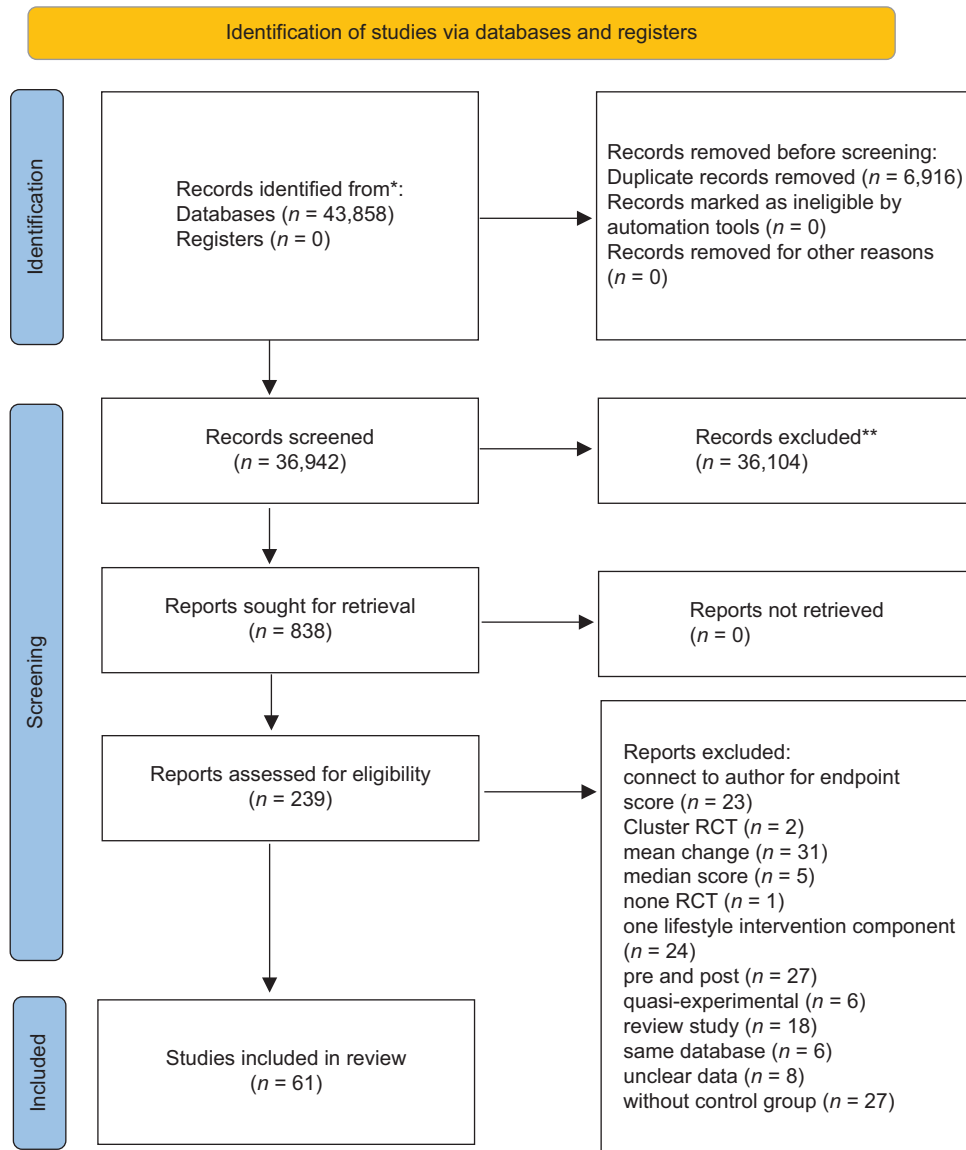 Identification of studies via databases and registers
Identification
Records identified from*:
Databases (n = 43,858)
Registers (n = 0)
Records removed before screening:
Duplicate records removed (n = 6,916)
Records marked as ineligible by
automation tools (n = 0)
Records removed for other reasons
(n = 0)
Screening
Records screened
(n = 36,942)
Records excluded**
(n = 36,104)
Reports sought for retrieval
(n = 838)
Reports not retrieved
(n = 0)
Reports assessed for eligibility
(n = 239)
Reports excluded:
connect to author for endpoint
score (n = 23)
Cluster RCT (n = 2)
mean change (n = 31)
median score (n = 5)
none RCT (n = 1)
one lifestyle intervention component
(n = 24)
pre and post (n = 27)
quasi-experimental (n = 6)
review study (n = 18)
same database (n = 6)
unclear data (n = 8)
without control group (n = 27)
Included
Studies included in review
(n = 61)